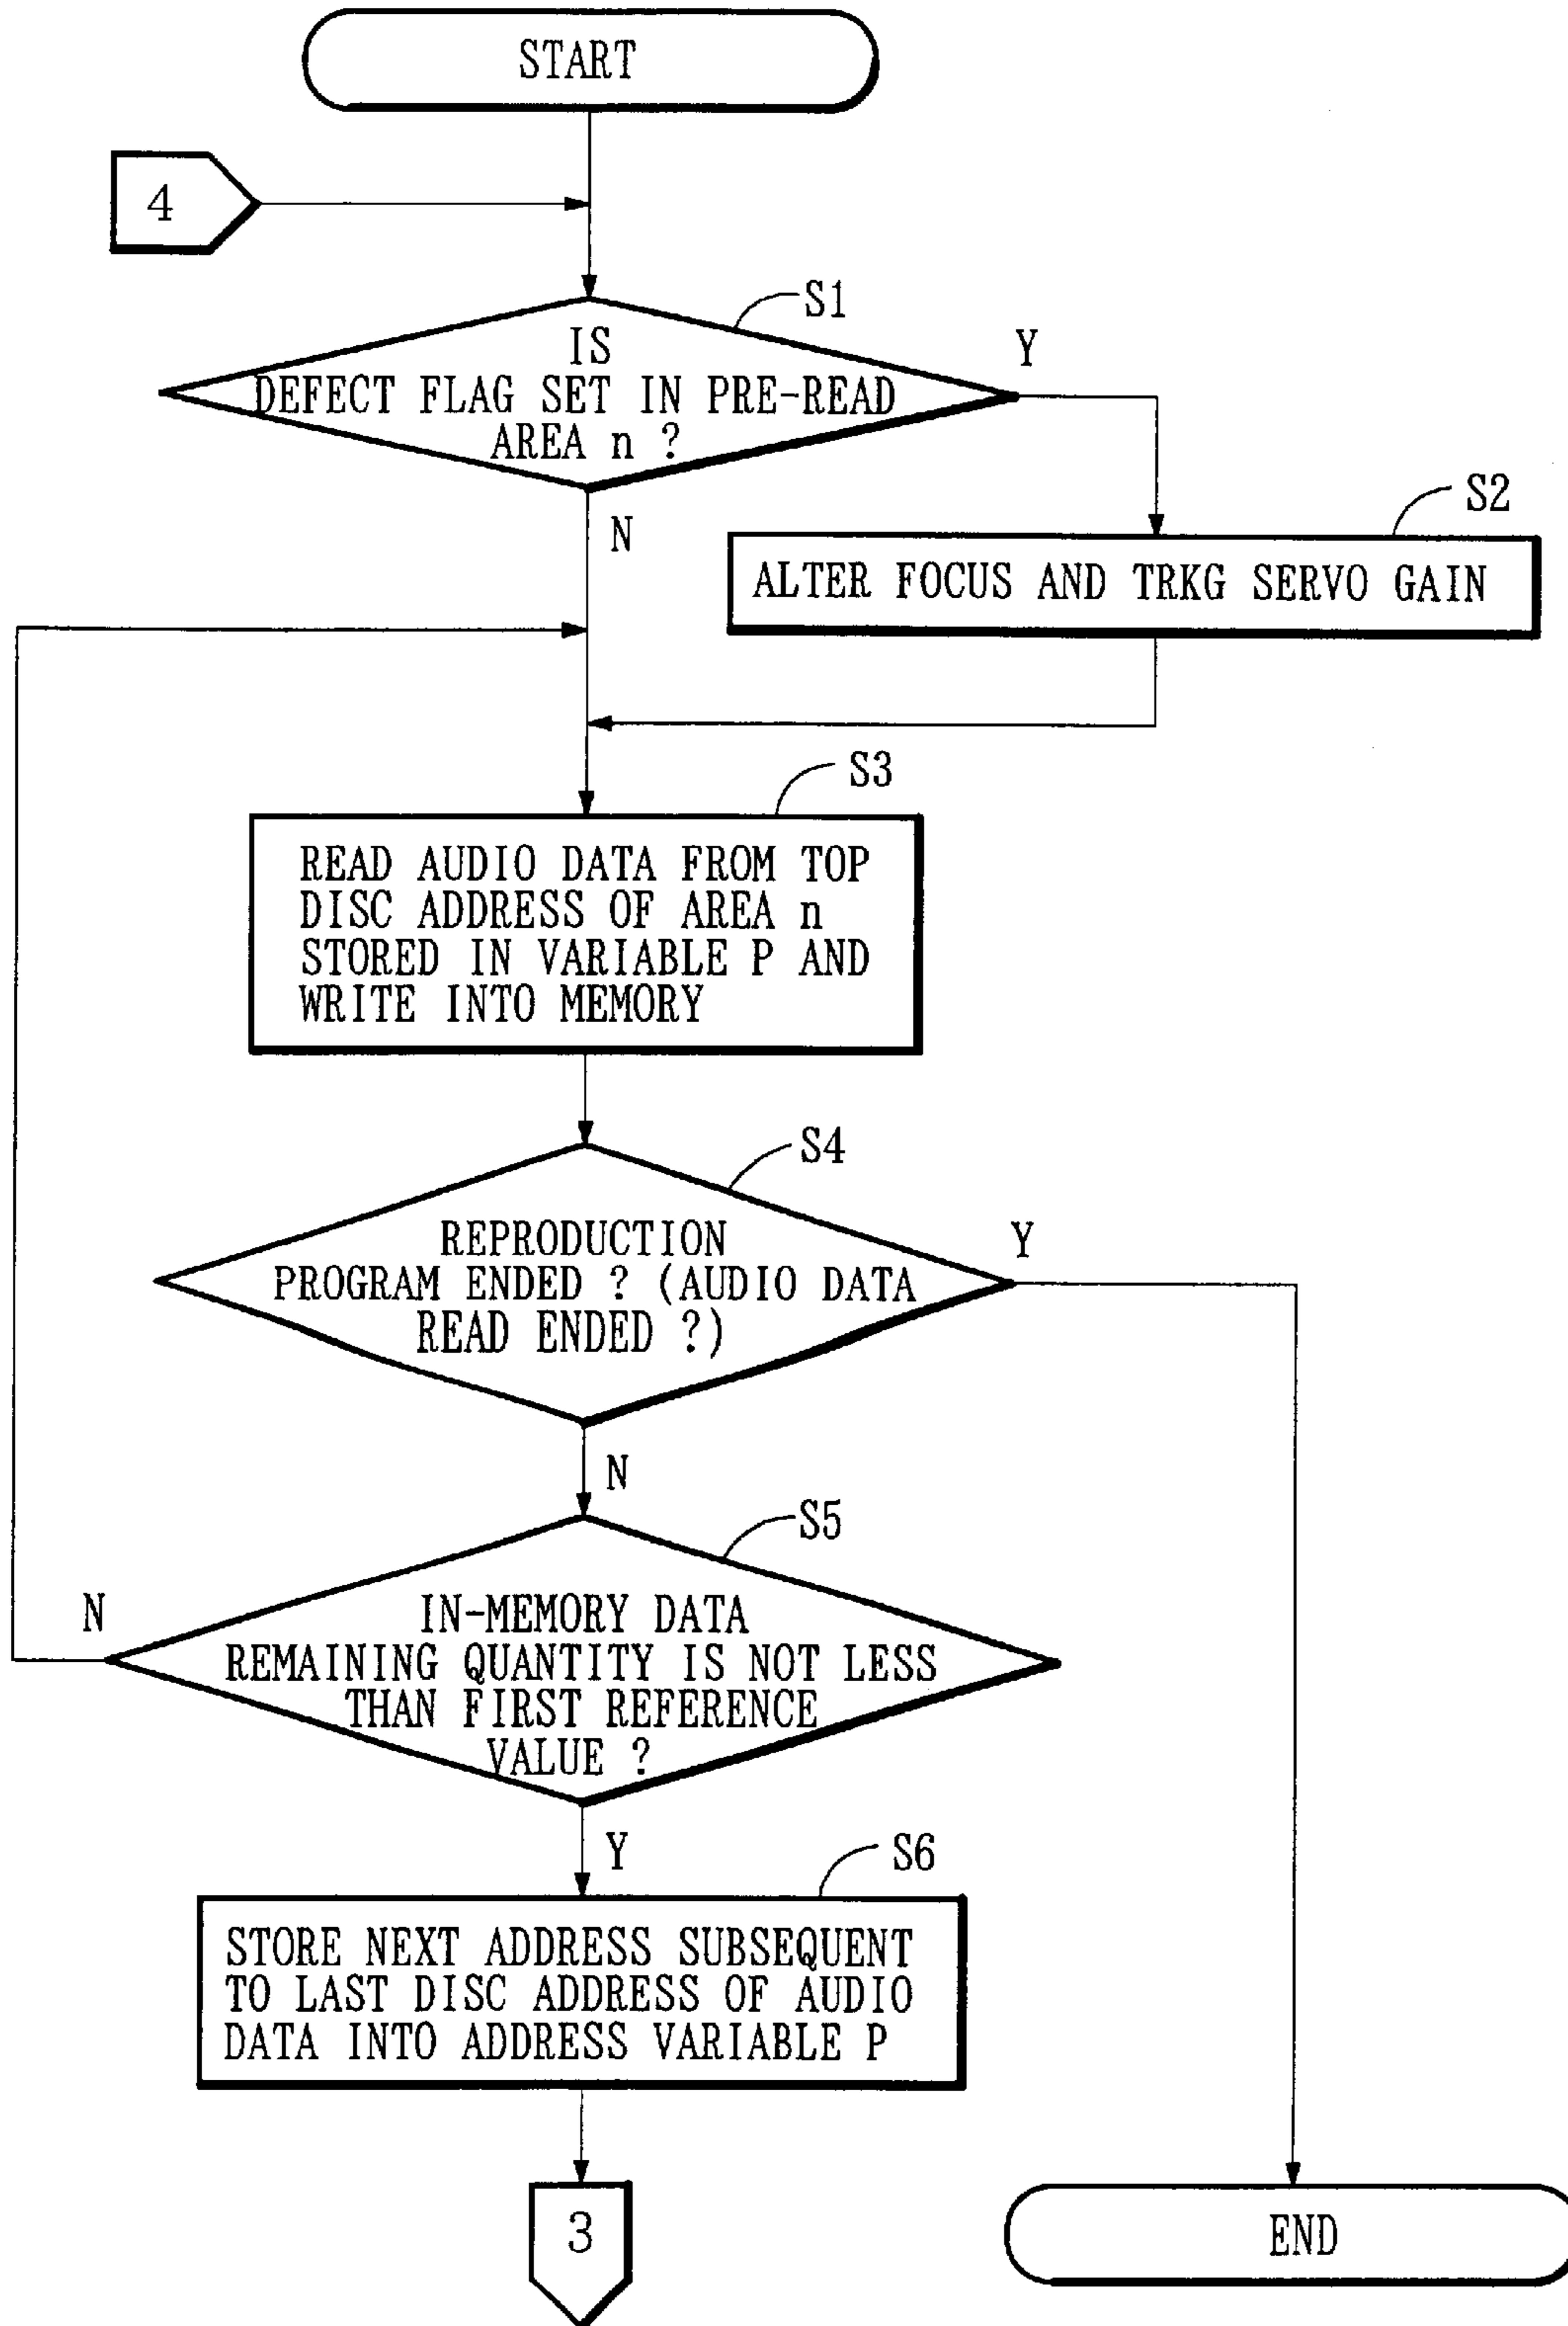 START
4
S1
IS
DEFECT FLAG SET IN PRE-READ
AREA n ?
Y
N
S2
ALTER FOCUS AND TRKG SERVO GAIN
S3
READ AUDIO DATA FROM TOP
DISC ADDRESS OF AREA n
STORED IN VARIABLE P AND
WRITE INTO MEMORY
S4
REPRODUCTION
PROGRAM ENDED ? (AUDIO DATA
READ ENDED ?)
Y
N
S5
IN-MEMORY DATA
REMAINING QUANTITY IS NOT LESS
THAN FIRST REFERENCE
VALUE ?
N
Y
S6
STORE NEXT ADDRESS SUBSEQUENT
TO LAST DISC ADDRESS OF AUDIO
DATA INTO ADDRESS VARIABLE P
3
END